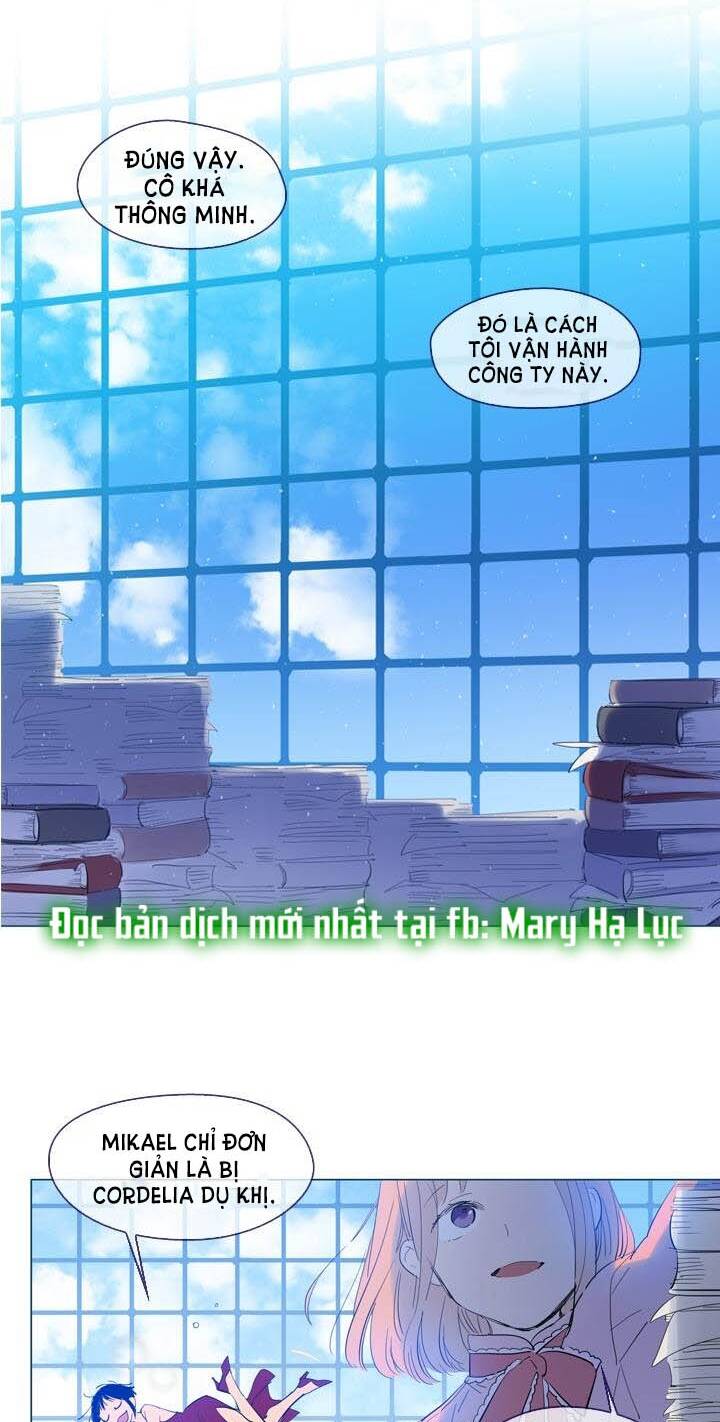 ĐÚNG VẬY.
CÔ KHÁ
THÔNG MINH.
ĐÓ LÀ CÁCH
TÔI VẬN HÀNH
CÔNG TY NÀY.
Đọc bản dịch mới nhất tại fb: Mary Hạ Lục
MIKAEL CHỈ ĐƠN
GIẢN LÀ BỊ
CORDELIA DỤ KHỊ.